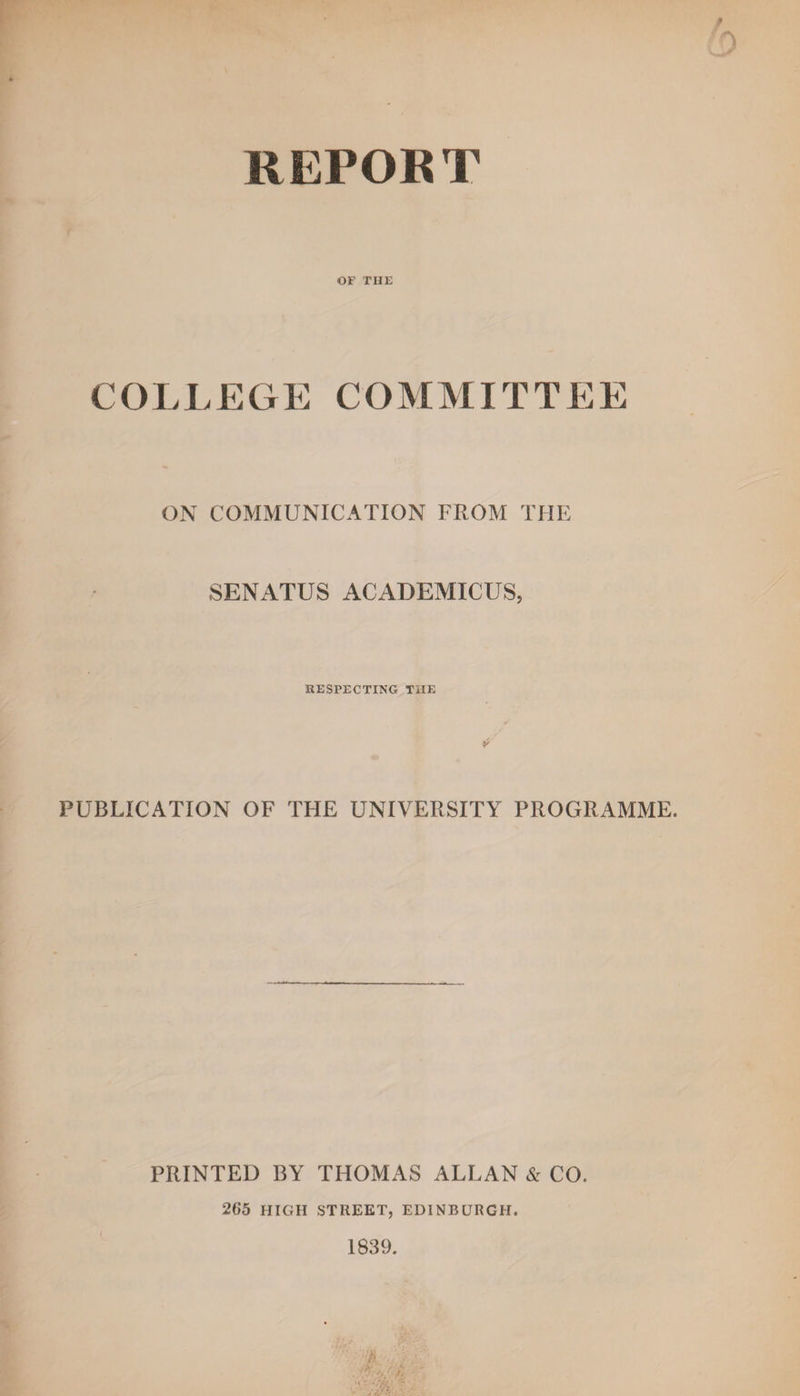 REPORT
OF THE
COLLEGE COMMITTEE
ON COMMUNICATION FROM THE
SENATUS ACADEMICUS,
RESPECTING THE
PUBLICATION OF THE UNIVERSITY PROGRAMME.
PRINTED BY THOMAS ALLAN & CO.
265 HIGH STREET, EDINBURGH.
1839.